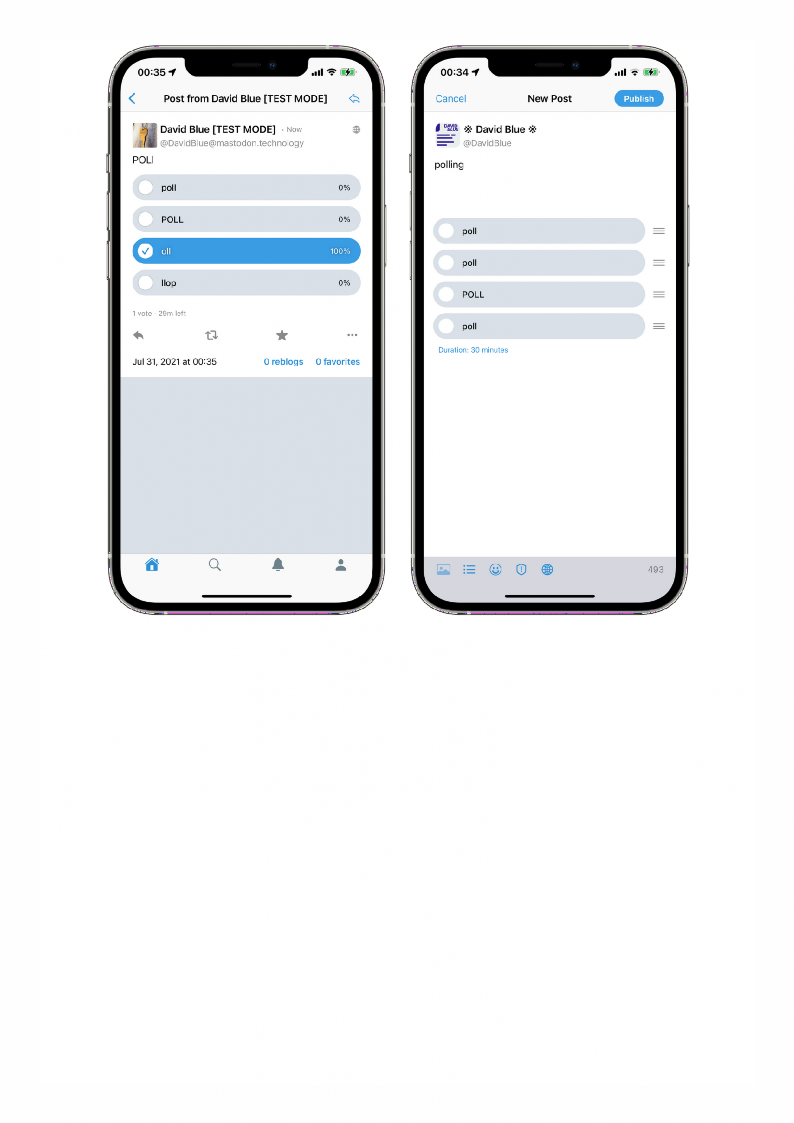 00:35
Post from David Blue [TEST MODE]
David Blue [TEST MODE] · Now
@DavidBlue@mastodon.technology
POLl
poll 0%
POLL 0%
oll 100%
llop 0%
1 vote · 29m left
Jul 31, 2021 at 00:35 0 reblogs 0 favorites
00:34
Cancel New Post Publish
DAVID
BLUE
※ David Blue ※
@DavidBlue
polling
poll
poll
POLL
poll
Duration: 30 minutes
493